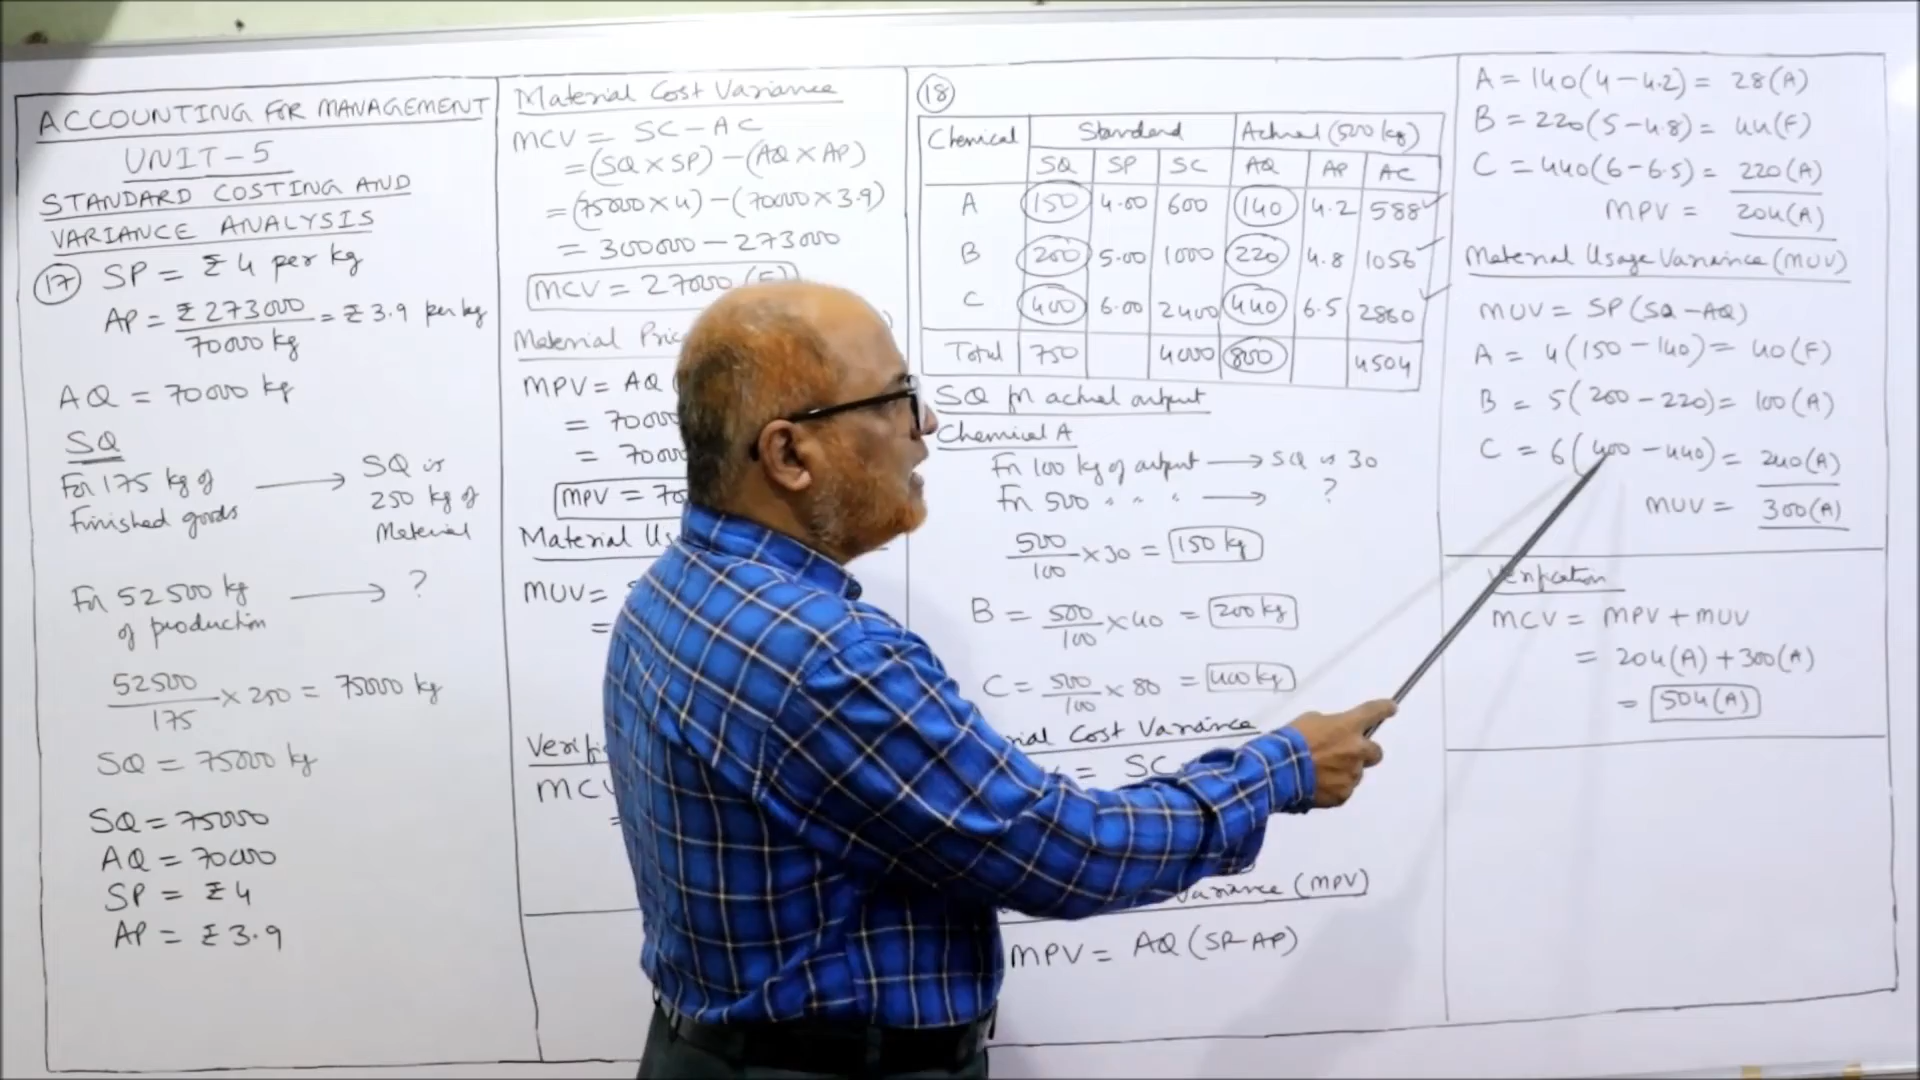 ACCOUNTING FOR MANAGEMENT
UNIT-5
STANDARD COSTING AND
VARIANCE ANALYSIS
(17) SP = ₹ 4 per kg
AP = ₹ 273000 / 70000 kg = ₹ 3.9 per kg
AQ = 70000 kg
SQ
For 175 kg of Finished goods → SQ is 250 kg of Material
For 52500 kg of production → ?
52500 / 175 × 250 = 75000 kg
SQ = 75000 kg
SQ = 75000
AQ = 70000
SP = ₹ 4
AP = ₹ 3.9
Material Cost Variance
MCV = SC - AC
= (SQ × SP) - (AQ × AP)
= (75000 × 4) - (70000 × 3.9)
= 300000 - 273000
MCV = 27000 (F)
Material Pric
MPV = AQ (
= 70000
= 70000
MPV = 70
Material Us
MUV =
=
Verifi
MCV
=
(18)
Chemical Standard Actual (500 kg)
SQ SP SC AQ AP AC
A 150 4.00 600 140 4.2 588 ✓
B 200 5.00 1000 220 4.8 1056 ✓
C 400 6.00 2400 440 6.5 2860 ✓
Total 750 4000 800 4504
SQ for actual output
Chemical A
For 100 kg of output → SQ is 30
For 500 " " " → ?
500 / 100 × 30 = 150 kg
B = 500 / 100 × 40 = 200 kg
C = 500 / 100 × 80 = 400 kg
rial Cost Variance
= SC
Variance (MPV)
MPV = AQ (SP-AP)
A = 140(4-4.2) = 28(A)
B = 220(5-4.8) = 44(F)
C = 440(6-6.5) = 220(A)
MPV = 204(A)
Material Usage Variance (MUV)
MUV = SP(SQ-AQ)
A = 4(150-140) = 40(F)
B = 5(200-220) = 100(A)
C = 6(400-440) = 240(A)
MUV = 300(A)
Verification
MCV = MPV + MUV
= 204(A) + 300(A)
= 504(A)